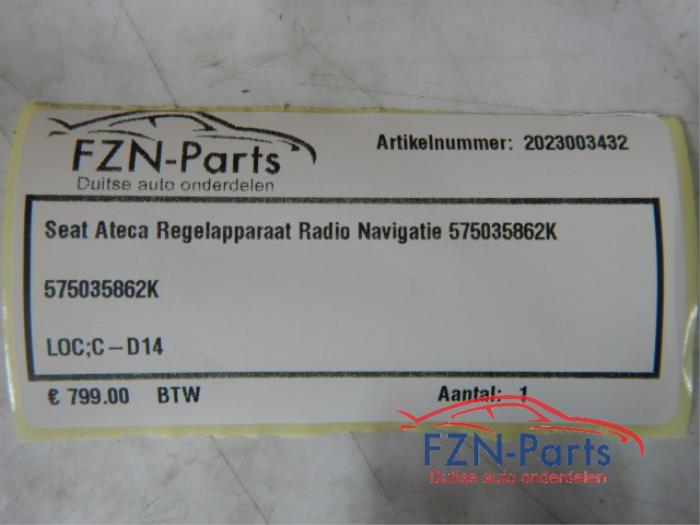 FZN-Parts
Duitse auto onderdelen
Artikelnummer: 2023003432
Seat Ateca Regelapparaat Radio Navigatie 575035862K
575035862K
LOC;C-D14
€ 799.00 BTW
Aantal: 1
FZN-Parts
Duitse auto onderdelen